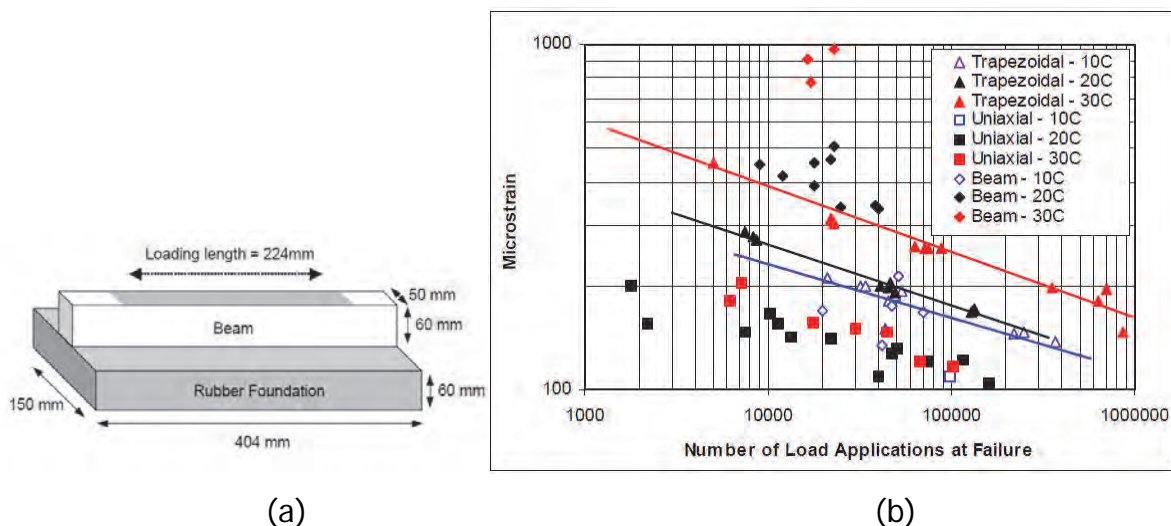 Loading length = 224mm
50 mm
60 mm
Beam
Rubber Foundation
60 mm
150 mm
404 mm
(a)
1000
100
Microstrain
1000
10000
100000
1000000
Number of Load Applications at Failure
Trapezoidal - 10C
Trapezoidal - 20C
Trapezoidal - 30C
Uniaxial - 10C
Uniaxial - 20C
Uniaxial - 30C
Beam - 10C
Beam - 20C
Beam - 30C
(b)